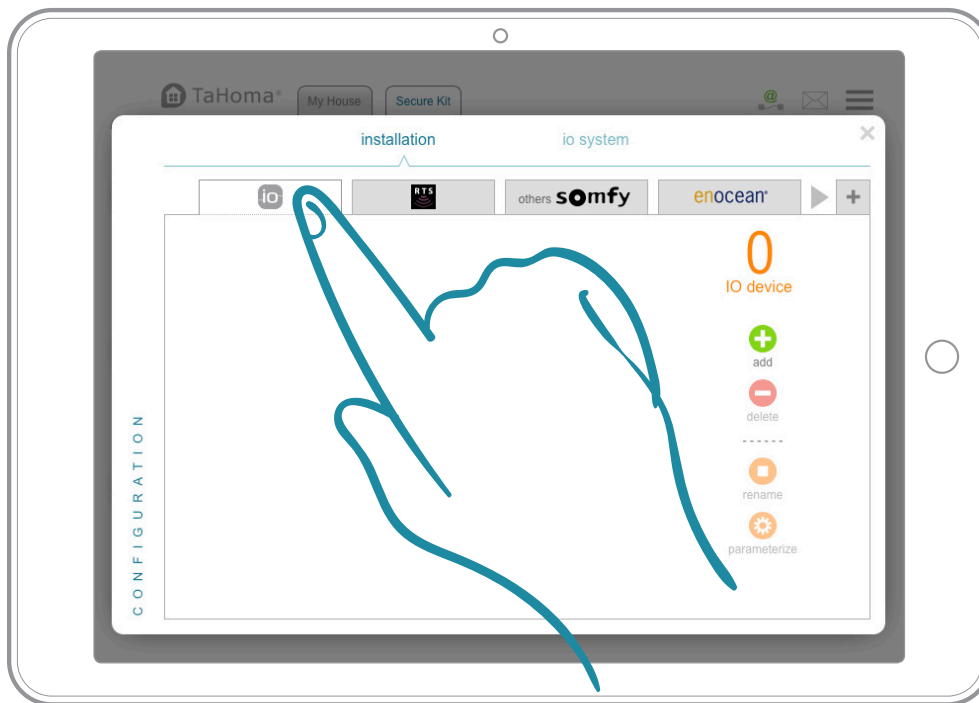 TaHoma®
My House
Secure Kit
@
installation
io system
×
io
RTS
others somfy
enocean®
+
0
IO device
add
delete
rename
parameterize
CONFIGURATION